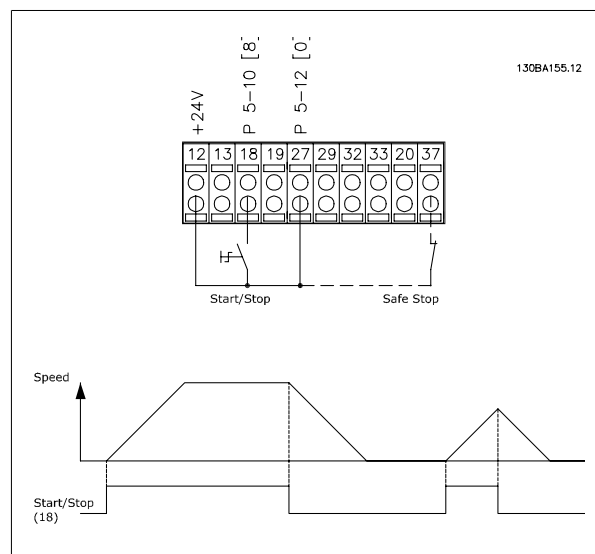 130BA155.12
+24V
P 5-10 [8]
P 5-12 [0]
12 13 18 19 27 29 32 33 20 37
Start/Stop
Safe Stop
Speed
Start/Stop
(18)